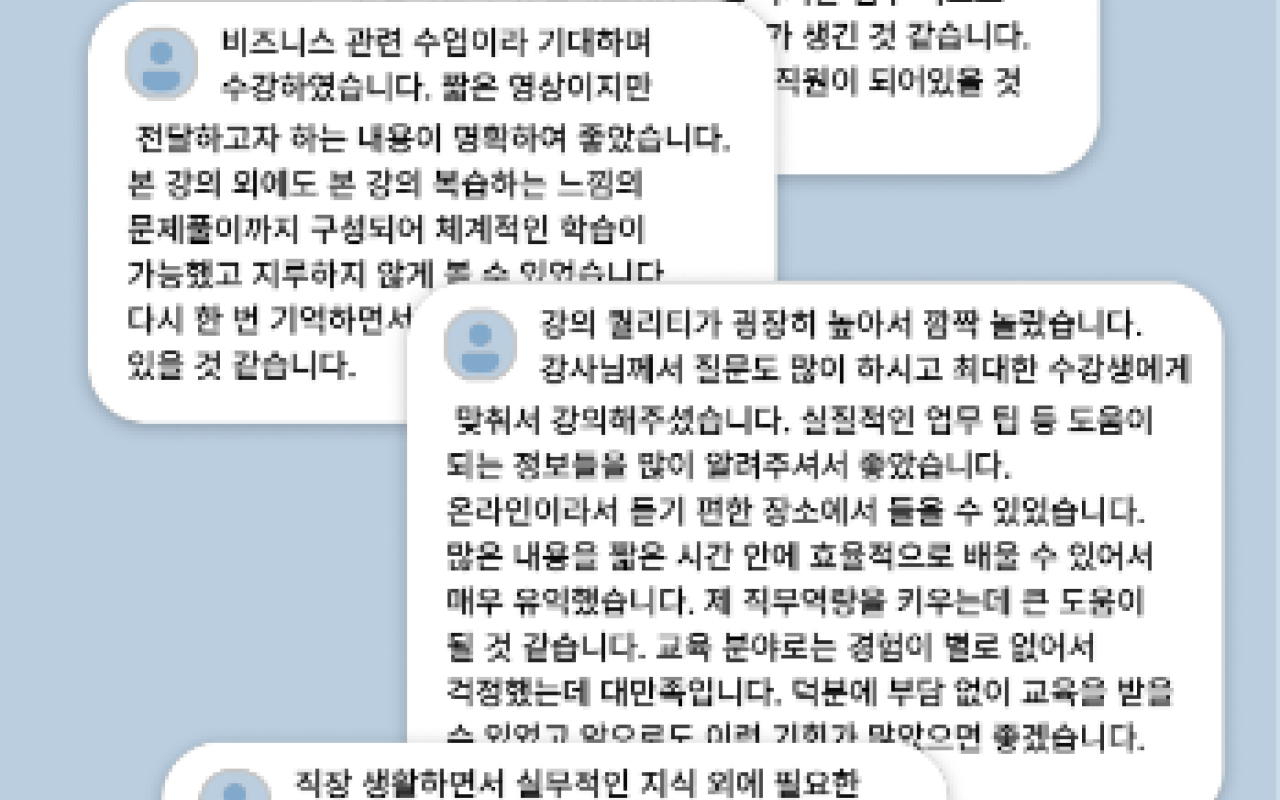 가 생긴 것 같습니다.
직원이 되어있을 것
비즈니스 관련 수업이라 기대하며
수강하였습니다. 짧은 영상이지만
전달하고자 하는 내용이 명확하여 좋았습니다.
본 강의 외에도 본 강의 복습하는 느낌의
문제풀이까지 구성되어 체계적인 학습이
가능했고 지루하지 않게 볼 수 있었습니다
다시 한 번 기억하면서
있을 것 같습니다.
강의 퀄리티가 굉장히 높아서 깜짝 놀랐습니다.
강사님께서 질문도 많이 하시고 최대한 수강생에게
맞춰서 강의해주셨습니다. 실질적인 업무 팁 등 도움이
되는 정보들을 많이 알려주셔서 좋았습니다.
온라인이라서 듣기 편한 장소에서 들을 수 있었습니다.
많은 내용을 짧은 시간 안에 효율적으로 배울 수 있어서
매우 유익했습니다. 제 직무역량을 키우는데 큰 도움이
될 것 같습니다. 교육 분야로는 경험이 별로 없어서
걱정했는데 대만족입니다. 덕분에 부담 없이 교육을 받을
수 있었고 앞으로도 이런 기회가 많았으면 좋겠습니다.
직장 생활하면서 실무적인 지식 외에 필요한